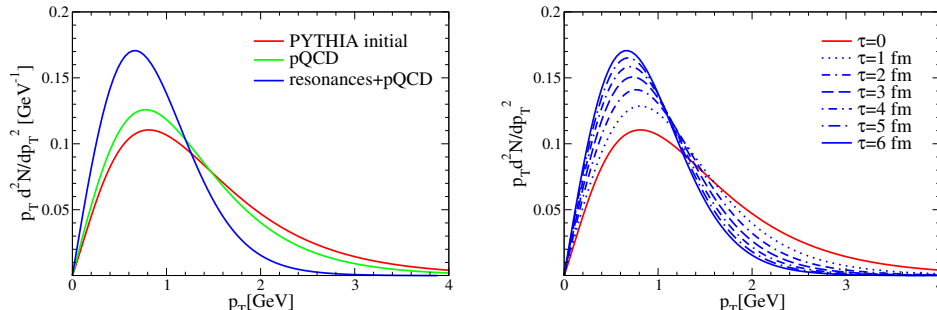 0.2
0.15
0.1
0.05
0
1
2
3
4
p_T[GeV]
p_T d^2N/dp_T^2 [GeV^-1]
PYTHIA initial
pQCD
resonances+pQCD
0.2
0.15
0.1
0.05
0
1
2
3
4
p_T[GeV]
p_T d^2N/dp_T^2
τ=0
τ=1 fm
τ=2 fm
τ=3 fm
τ=4 fm
τ=5 fm
τ=6 fm